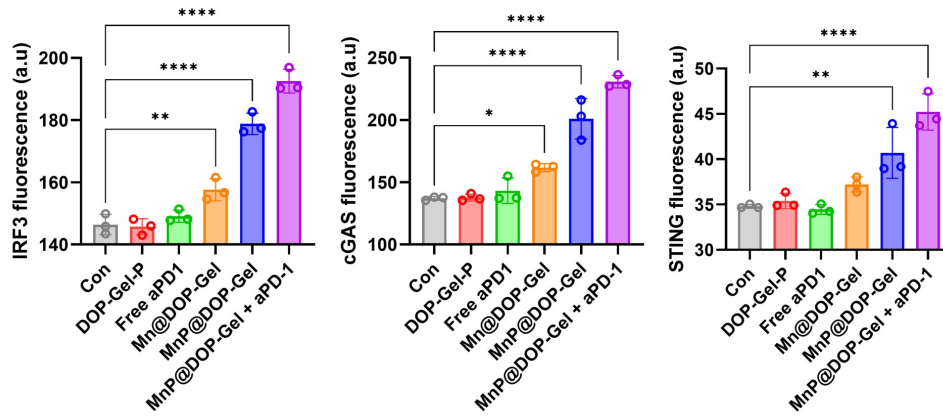 IRF3 fluorescence (a.u)
200
180
160
140
****
****
**
Con
DOP-Gel-P
Free aPD1
Mn@DOP-Gel
MnP@DOP-Gel
MnP@DOP-Gel + aPD-1
cGAS fluorescence (a.u)
250
200
150
100
****
****
*
Con
DOP-Gel-P
Free aPD1
Mn@DOP-Gel
MnP@DOP-Gel
MnP@DOP-Gel + aPD-1
STING fluorescence (a.u)
50
45
40
35
30
****
**
Con
DOP-Gel-P
Free aPD1
Mn@DOP-Gel
MnP@DOP-Gel
MnP@DOP-Gel + aPD-1